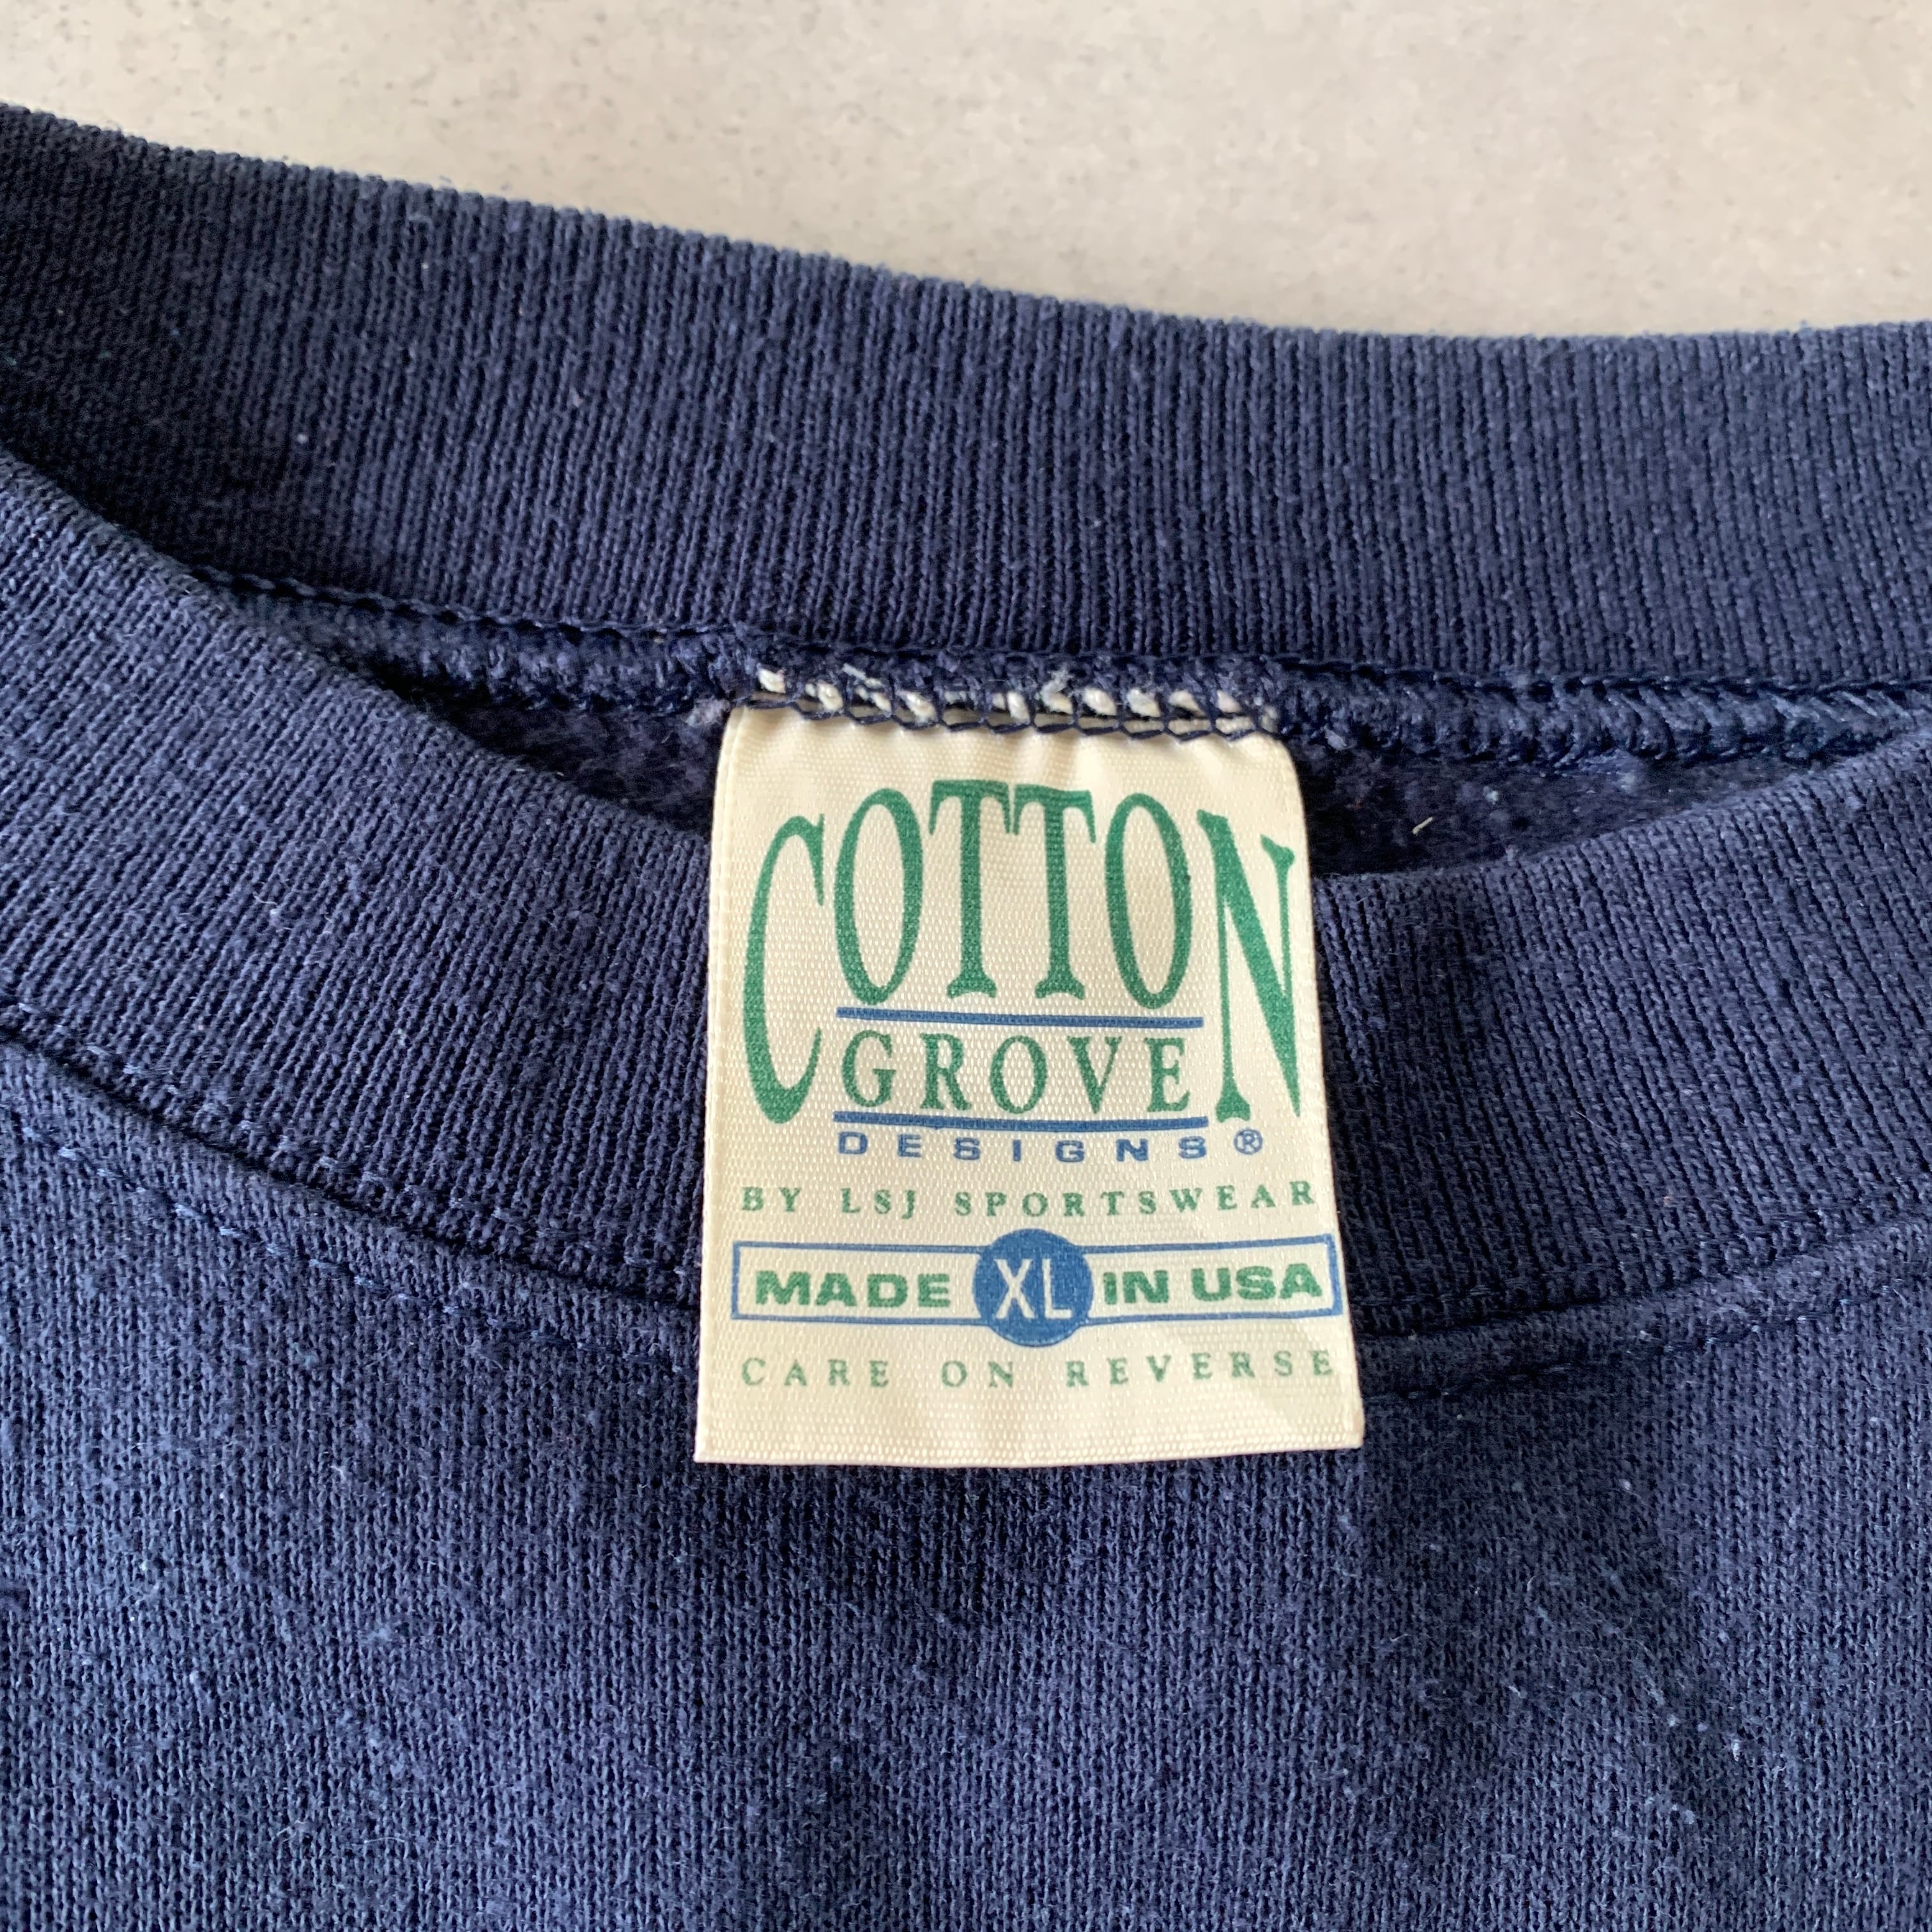 COTTON
GROVE
DESIGNS®
BY LSJ SPORTSWEAR
MADE XL IN USA
CARE ON REVERSE